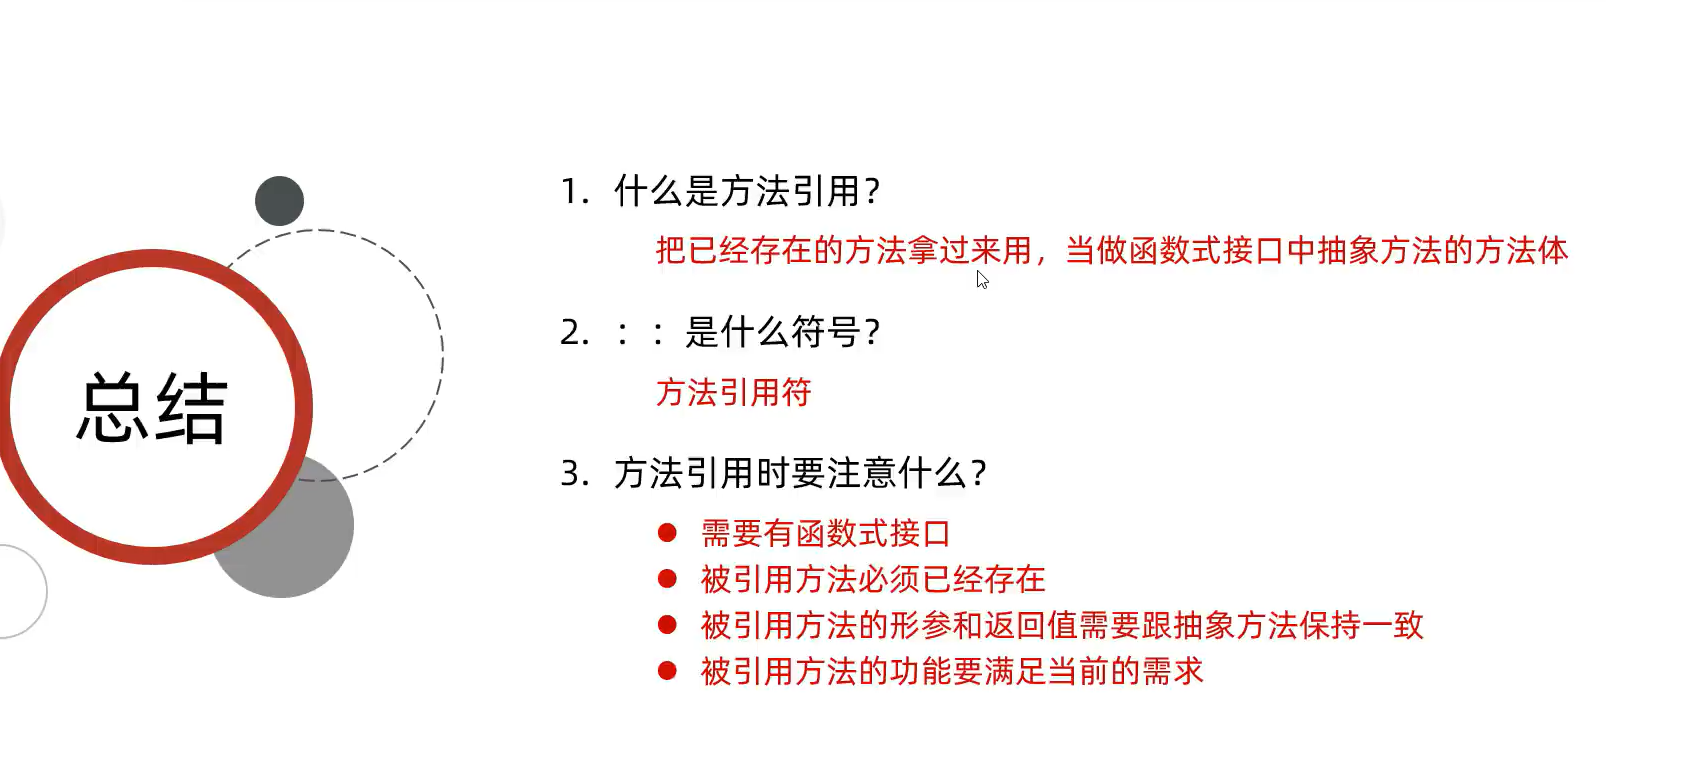 总结
1. 什么是方法引用？
把已经存在的方法拿过来用，当做函数式接口中抽象方法的方法体
2. ：：是什么符号？
方法引用符
3. 方法引用时要注意什么？
● 需要有函数式接口
● 被引用方法必须已经存在
● 被引用方法的形参和返回值需要跟抽象方法保持一致
● 被引用方法的功能要满足当前的需求